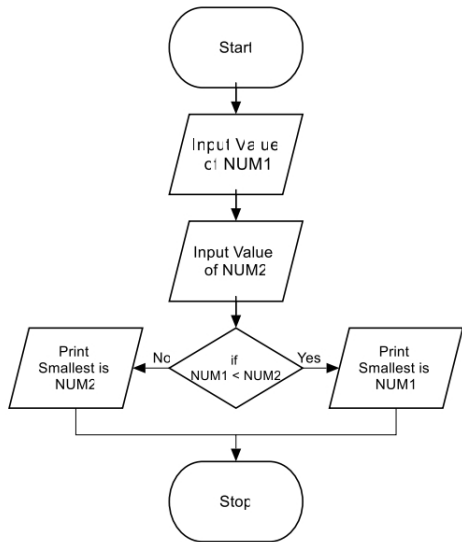 Start
Input Value
of NUM1
Input Value
of NUM2
if
NUM1 < NUM2
No
Yes
Print
Smallest is
NUM2
Print
Smallest is
NUM1
Stop